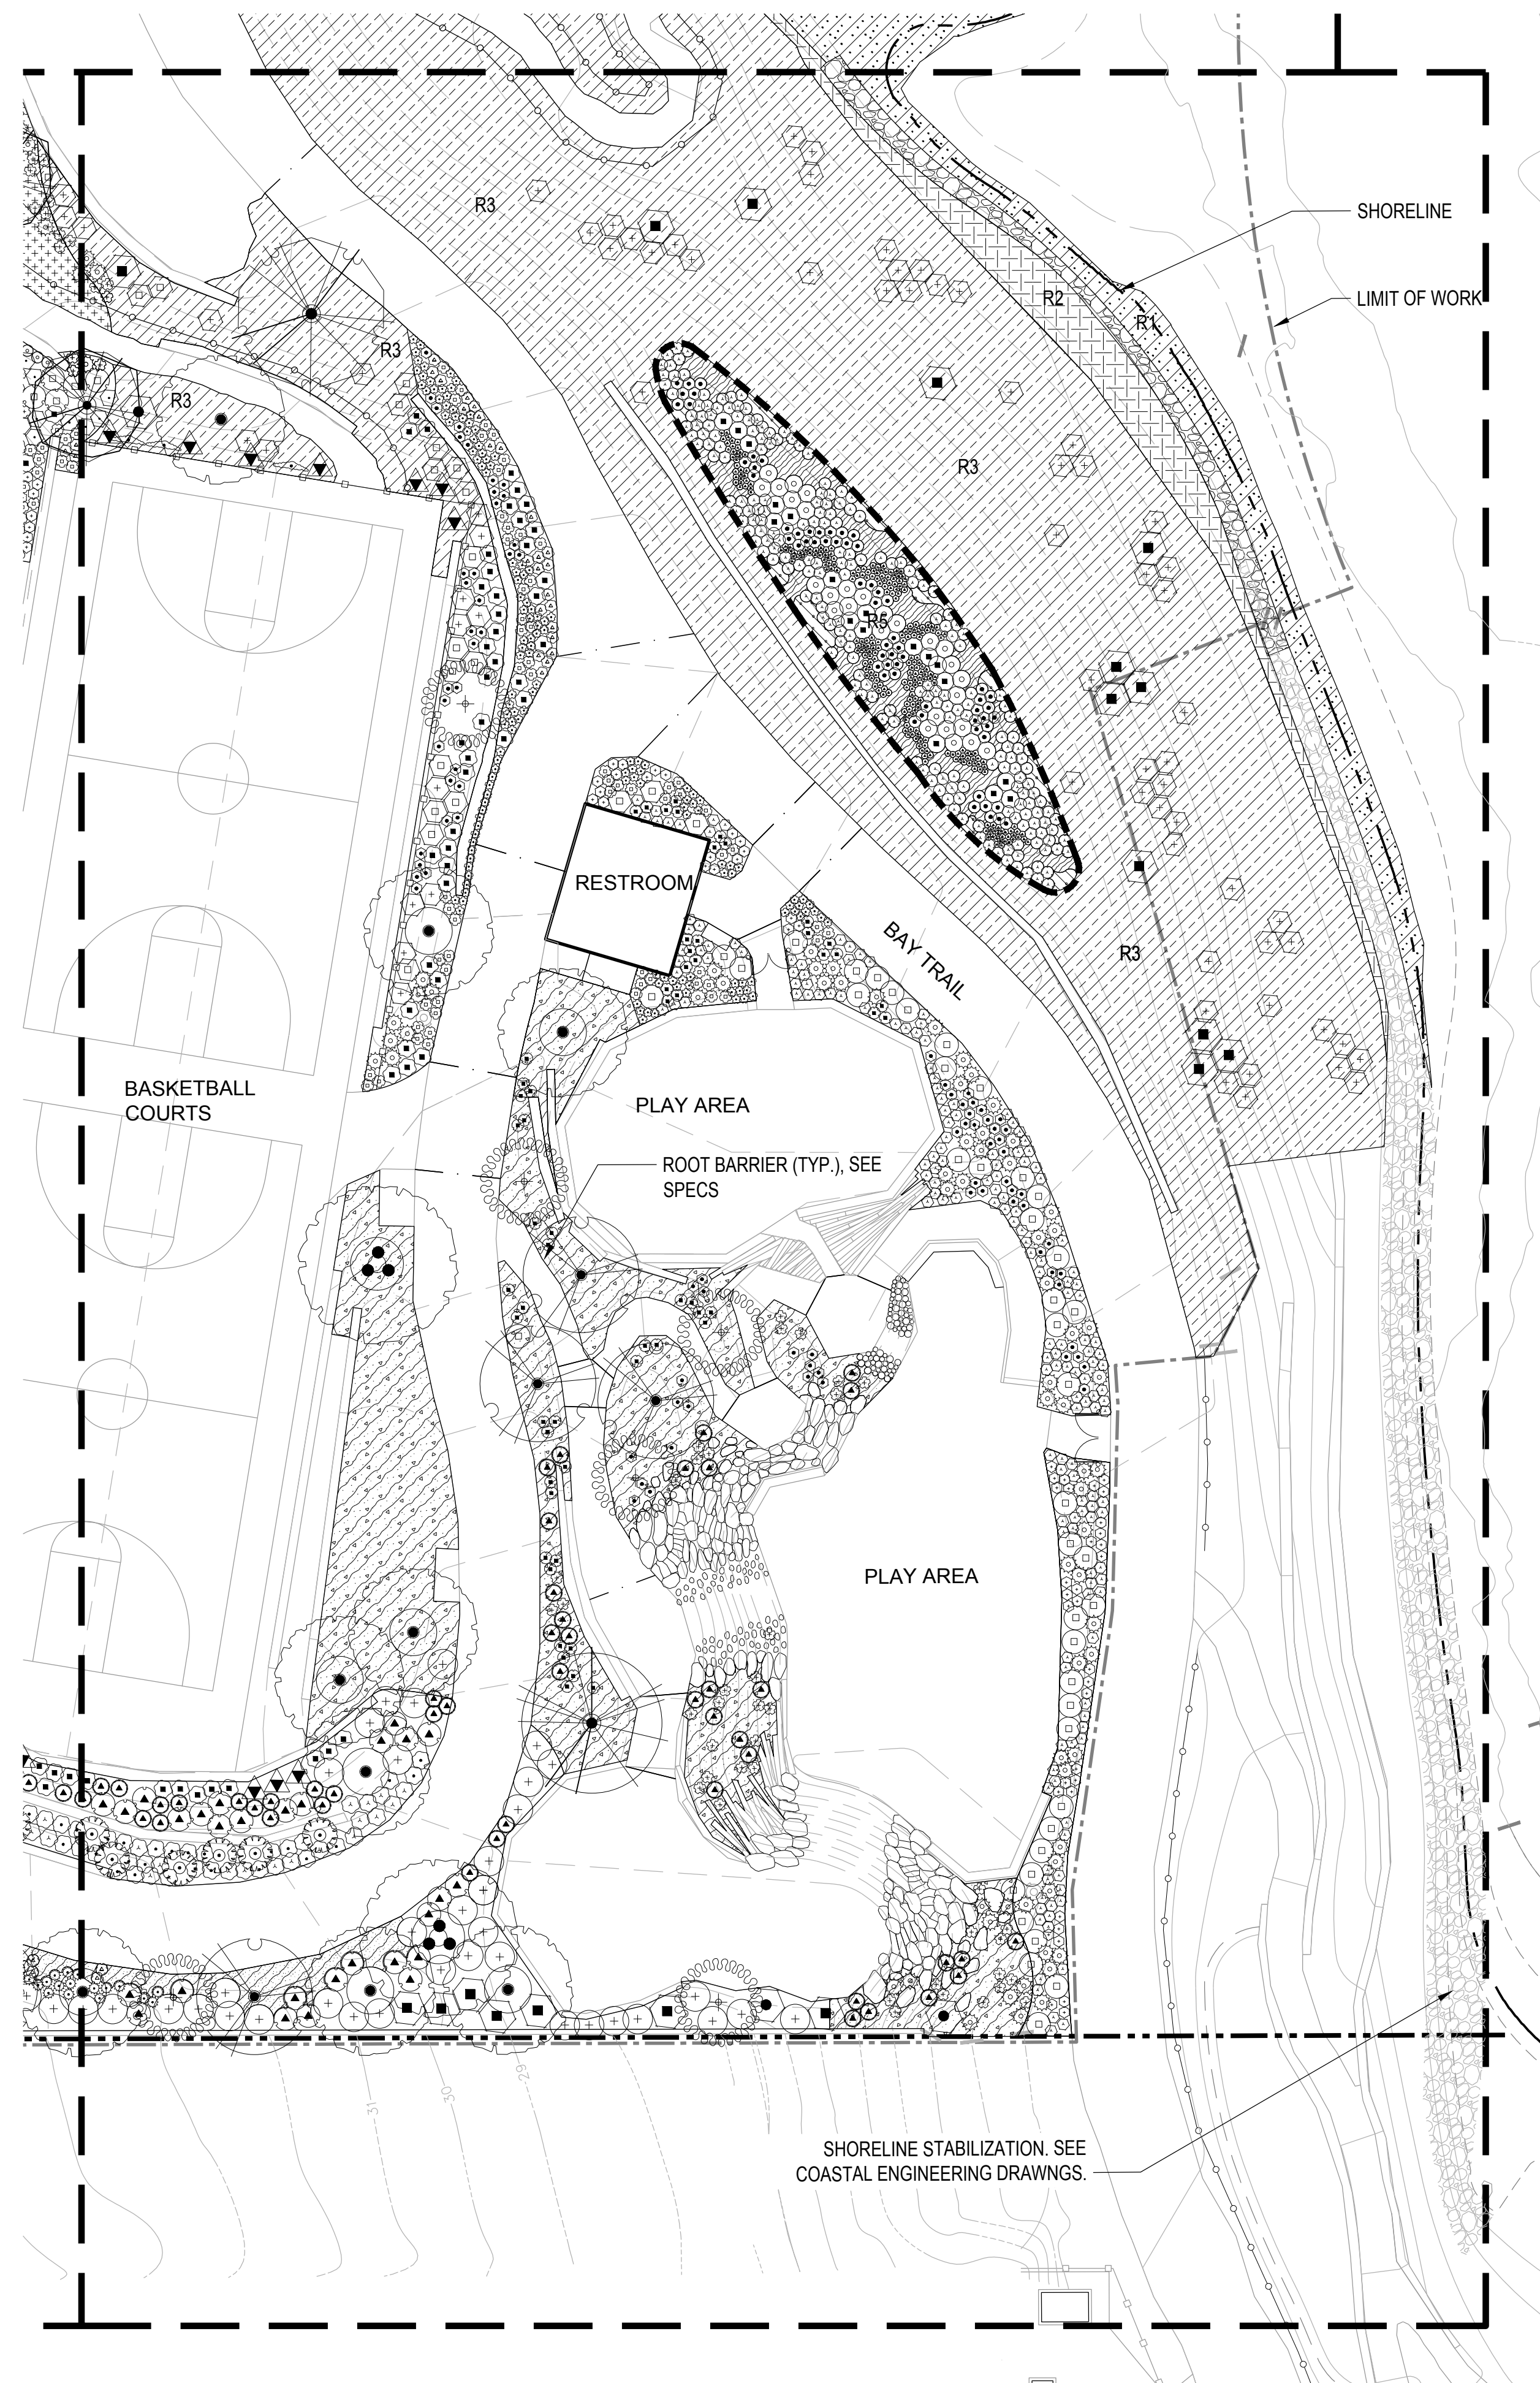 R3
SHORELINE
LIMIT OF WORK
R2
R1
R3
R3
R3
R5
RESTROOM
BAY TRAIL
R3
BASKETBALL
COURTS
PLAY AREA
ROOT BARRIER (TYP.), SEE
SPECS
PLAY AREA
31
30
29
SHORELINE STABILIZATION. SEE
COASTAL ENGINEERING DRAWNGS.